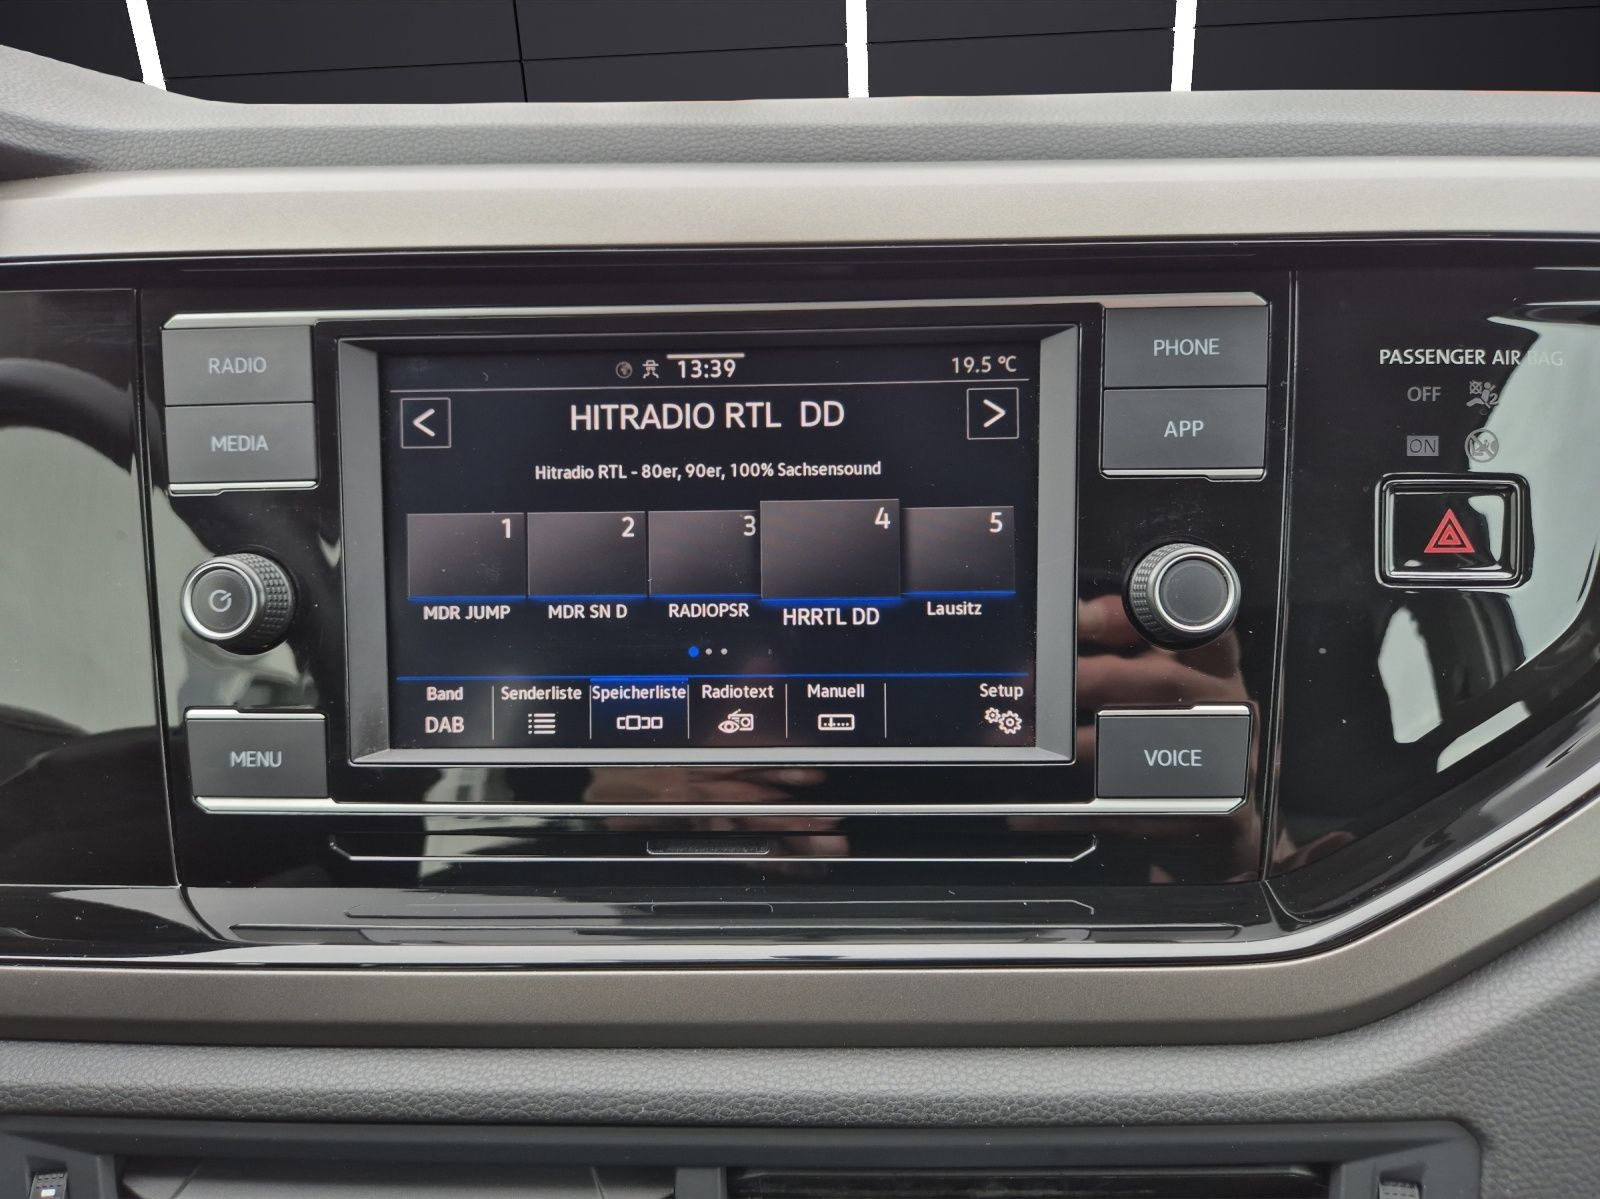 RADIO
MEDIA
MENU
13:39
19.5 °C
<
HITRADIO RTL DD
>
Hitradio RTL - 80er, 90er, 100% Sachsensound
1 2 3 4 5
MDR JUMP MDR SN D RADIOPSR HRRTL DD Lausitz
Band Senderliste Speicherliste Radiotext Manuell Setup
DAB
PHONE
APP
VOICE
PASSENGER AIR BAG
OFF
ON